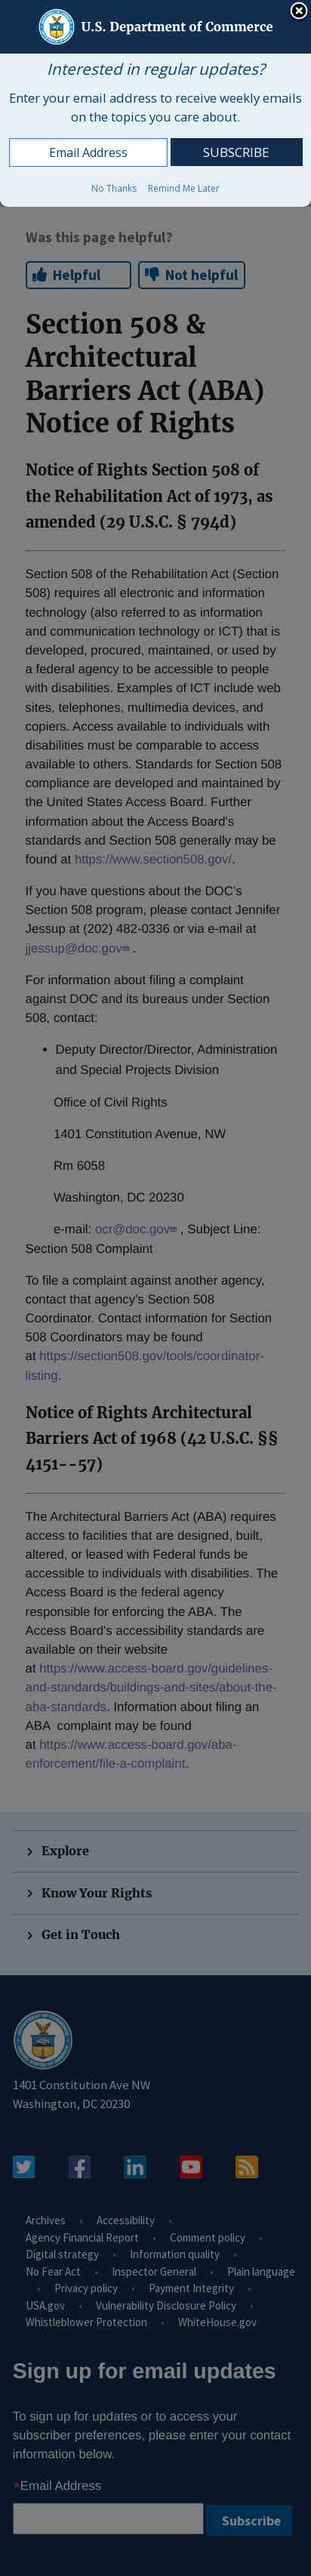 U.S. Department of Commerce
Interested in regular updates?
Enter your email address to receive weekly emails
on the topics you care about.
Email Address
SUBSCRIBE
No Thanks Remind Me Later
Was this page helpful?
Helpful Not helpful
Section 508 &
Architectural
Barriers Act (ABA)
Notice of Rights
Notice of Rights Section 508 of
the Rehabilitation Act of 1973, as
amended (29 U.S.C. § 794d)
Section 508 of the Rehabilitation Act (Section
508) requires all electronic and information
technology (also referred to as information
and communication technology or ICT) that is
developed, procured, maintained, or used by
a federal agency to be accessible to people
with disabilities. Examples of ICT include web
sites, telephones, multimedia devices, and
copiers. Access available to individuals with
disabilities must be comparable to access
available to others. Standards for Section 508
compliance are developed and maintained by
the United States Access Board. Further
information about the Access Board's
standards and Section 508 generally may be
found at https://www.section508.gov/.
If you have questions about the DOC's
Section 508 program, please contact Jennifer
Jessup at (202) 482-0336 or via e-mail at
jjessup@doc.gov .
For information about filing a complaint
against DOC and its bureaus under Section
508, contact:
• Deputy Director/Director, Administration
and Special Projects Division
Office of Civil Rights
1401 Constitution Avenue, NW
Rm 6058
Washington, DC 20230
e-mail: ocr@doc.gov , Subject Line:
Section 508 Complaint
To file a complaint against another agency,
contact that agency's Section 508
Coordinator. Contact information for Section
508 Coordinators may be found
at https://section508.gov/tools/coordinator-
listing.
Notice of Rights Architectural
Barriers Act of 1968 (42 U.S.C. §§
4151--57)
The Architectural Barriers Act (ABA) requires
access to facilities that are designed, built,
altered, or leased with Federal funds be
accessible to individuals with disabilities. The
Access Board is the federal agency
responsible for enforcing the ABA. The
Access Board's accessibility standards are
available on their website
at https://www.access-board.gov/guidelines-
and-standards/buildings-and-sites/about-the-
aba-standards. Information about filing an
ABA complaint may be found
at https://www.access-board.gov/aba-
enforcement/file-a-complaint.
Explore
Know Your Rights
Get in Touch
1401 Constitution Ave NW
Washington, DC 20230
Archives • Accessibility •
Agency Financial Report • Comment policy •
Digital strategy • Information quality •
No Fear Act • Inspector General • Plain language
• Privacy policy • Payment Integrity •
USA.gov • Vulnerability Disclosure Policy •
Whistleblower Protection • WhiteHouse.gov
Sign up for email updates
To sign up for updates or to access your
subscriber preferences, please enter your contact
information below.
*Email Address
Subscribe